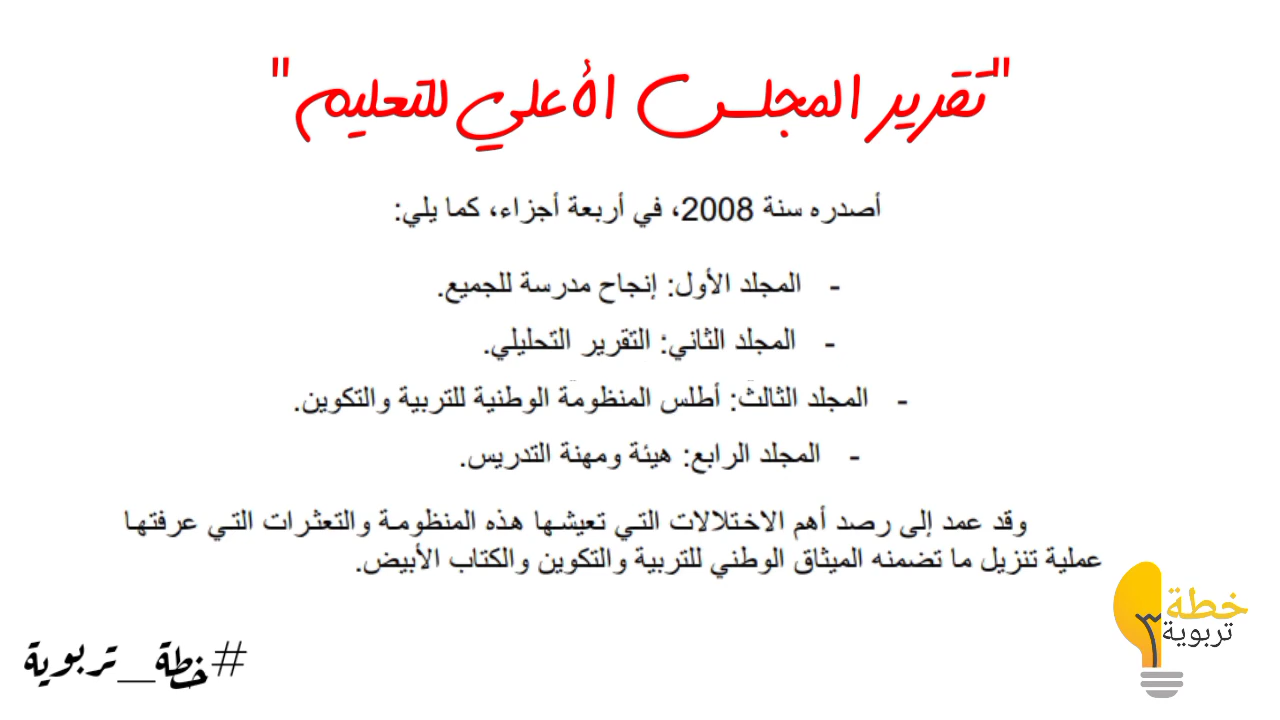 "تقرير المجلس الأعلي للتعليم"
أصدره سنة 2008، في أربعة أجزاء، كما يلي:
- المجلد الأول: إنجاح مدرسة للجميع.
- المجلد الثاني: التقرير التحليلي.
- المجلد الثالث: أطلس المنظومة الوطنية للتربية والتكوين.
- المجلد الرابع: هيئة ومهنة التدريس.
وقد عمد إلى رصد أهم الاختلالات التي تعيشها هذه المنظومة والتعثرات التي عرفتها
عملية تنزيل ما تضمنه الميثاق الوطني للتربية والتكوين والكتاب الأبيض.
خطة
تربوية
#خطة_تربوية